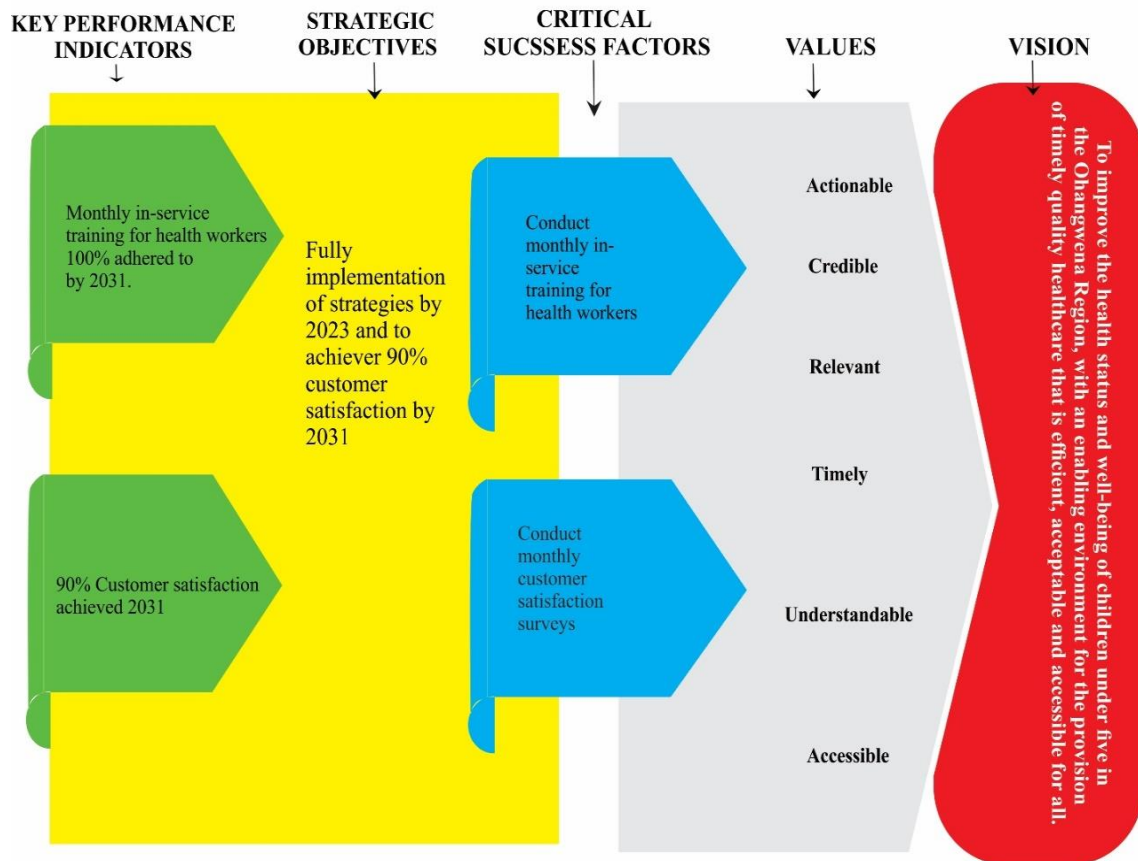 KEY PERFORMANCE
INDICATORS
STRATEGIC
OBJECTIVES
CRITICAL
SUCSSESS FACTORS
VALUES
VISION
Monthly in-service
training for health workers
100% adhered to
by 2031.
90% Customer satisfaction
achieved 2031
Fully
implementation
of strategies by
2023 and to
achiever 90%
customer
satisfaction by
2031
Conduct
monthly in-
service
training for
health workers
Conduct
monthly
customer
satisfaction
surveys
Actionable
Credible
Relevant
Timely
Understandable
Accessible
To improve the health status and well-being of children under five in
the Ohangwena Region, with an enabling environment for the provision
of timely quality healthcare that is efficient, acceptable and accessible for all.